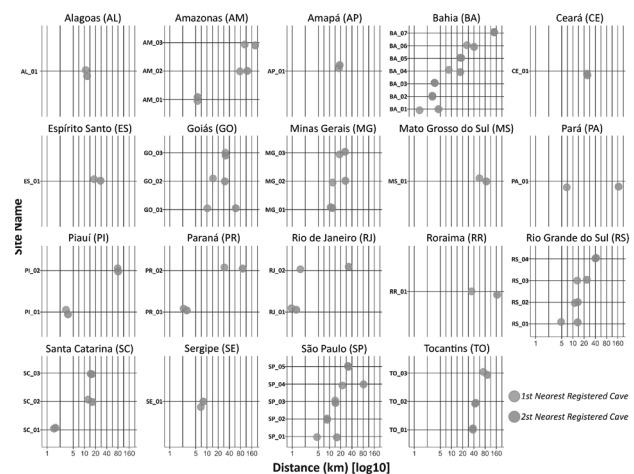 Alagoas (AL) Amazonas (AM) Amapá (AP) Bahia (BA) Ceará (CE)
AL_01
AM_03
AM_02
AM_01
AP_01
BA_07
BA_06
BA_05
BA_04
BA_03
BA_02
BA_01
CE_01
Espírito Santo (ES) Goiás (GO) Minas Gerais (MG) Mato Grosso do Sul (MS) Pará (PA)
ES_01
GO_03
GO_02
GO_01
MG_03
MG_02
MG_01
MS_01
PA_01
Site Name
Piauí (PI) Paraná (PR) Rio de Janeiro (RJ) Roraima (RR) Rio Grande do Sul (RS)
PI_02
PI_01
PR_02
PR_01
RJ_02
RJ_01
RR_01
RS_04
RS_03
RS_02
RS_01
1 5 10 20 40 80 160
Santa Catarina (SC) Sergipe (SE) São Paulo (SP) Tocantins (TO)
SC_03
SC_02
SC_01
SE_01
SP_05
SP_04
SP_03
SP_02
SP_01
TO_03
TO_02
TO_01
1st Nearest Registered Cave
2st Nearest Registered Cave
1 5 10 20 40 80 160 1 5 10 20 40 80 160 1 5 10 20 40 80 160 1 5 10 20 40 80 160
Distance (km) [log10]